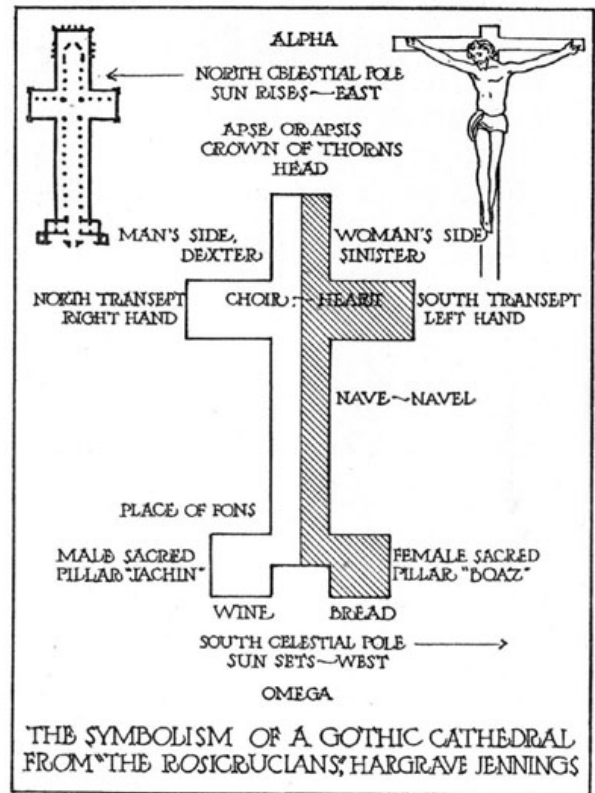 ALPHA
NORTH CELESTIAL POLE
SUN RISES~EAST
APSE OR APSIS
CROWN OF THORNS
HEAD
MAN'S SIDE,
DEXTER
WOMAN'S SIDE
SINISTER
NORTH TRANSEPT
RIGHT HAND
CHOIR~HEART
SOUTH TRANSEPT
LEFT HAND
NAVE~NAVEL
PLACE OF FONS
MALE SACRED
PILLAR "JACHIN"
FEMALE SACRED
PILLAR "BOAZ"
WINE
BREAD
SOUTH CELESTIAL POLE
SUN SETS~WEST
OMEGA
THE SYMBOLISM OF A GOTHIC CATHEDRAL
FROM "THE ROSICRUCIANS," HARGRAVE JENNINGS